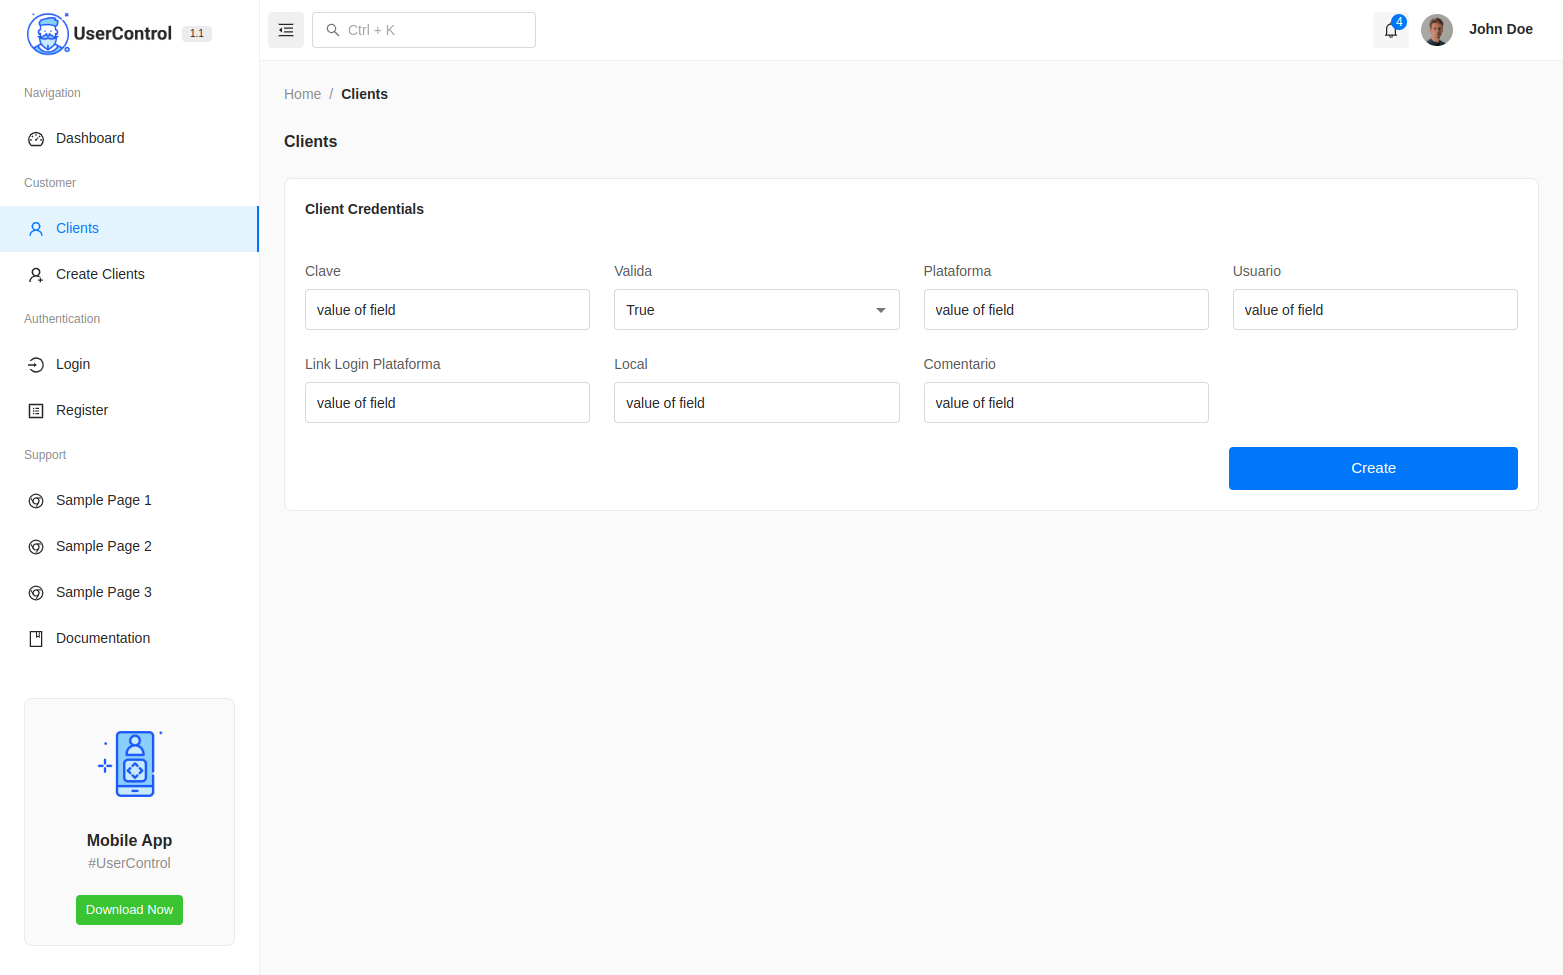 UserControl 1.1
Ctrl + K
4
John Doe
Navigation
Dashboard
Customer
Clients
Create Clients
Authentication
Login
Register
Support
Sample Page 1
Sample Page 2
Sample Page 3
Documentation
Mobile App
#UserControl
Download Now
Home / Clients
Clients
Client Credentials
Clave
value of field
Valida
True
Plataforma
value of field
Usuario
value of field
Link Login Plataforma
value of field
Local
value of field
Comentario
value of field
Create